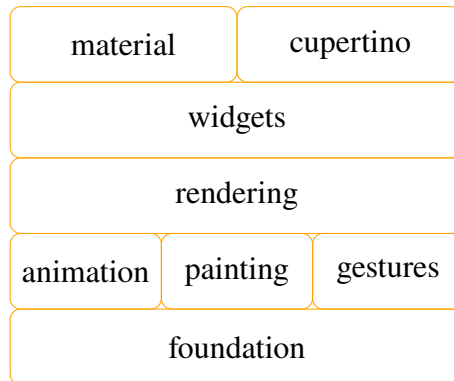 material cupertino
widgets
rendering
animation painting gestures
foundation